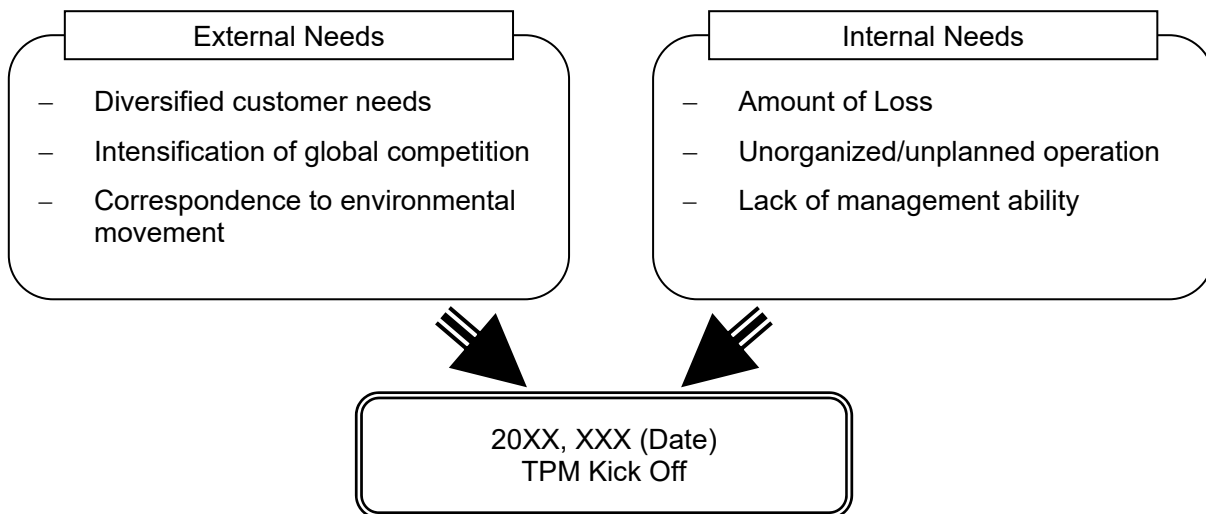 External Needs
– Diversified customer needs
– Intensification of global competition
– Correspondence to environmental
movement
Internal Needs
– Amount of Loss
– Unorganized/unplanned operation
– Lack of management ability
20XX, XXX (Date)
TPM Kick Off